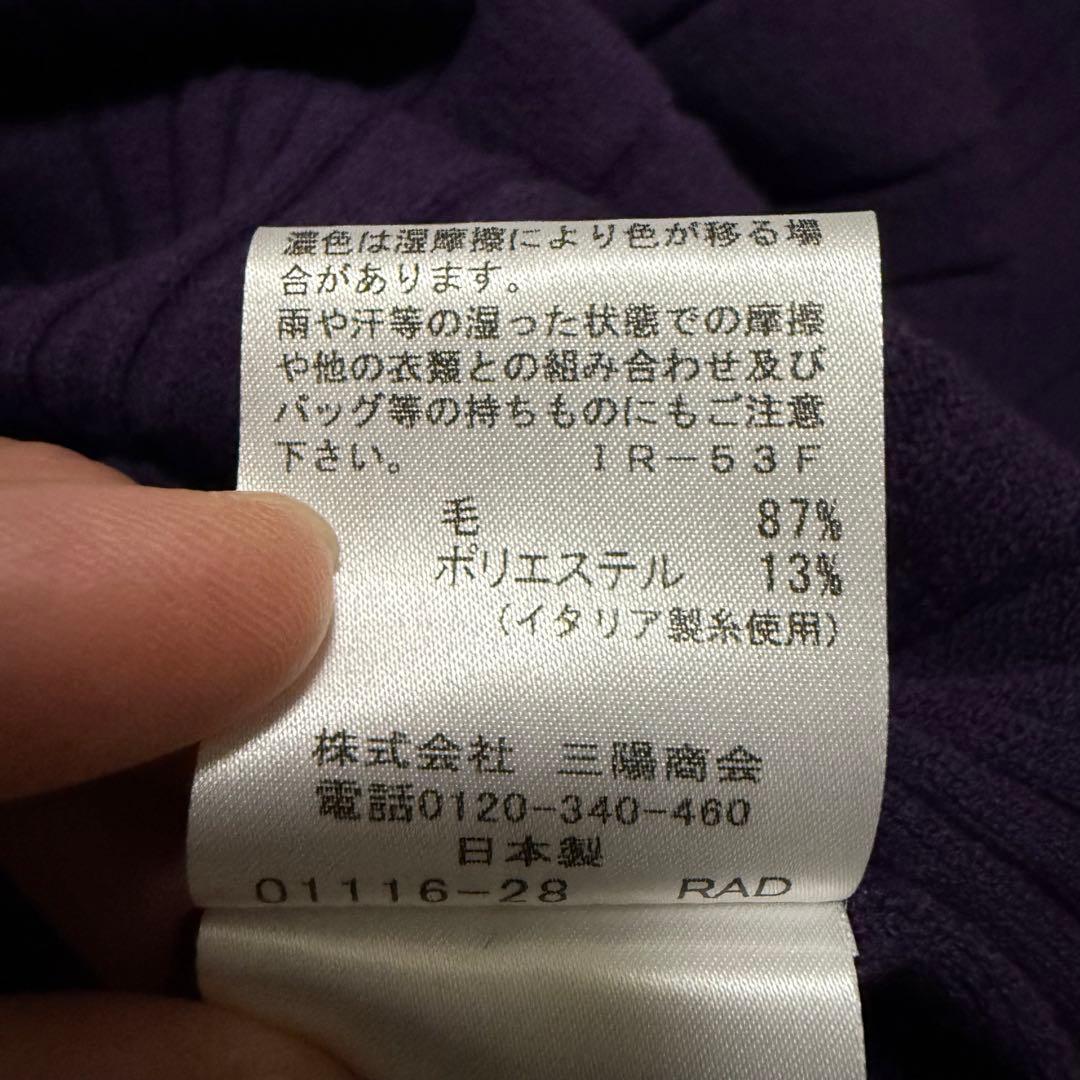 濃色は湿摩擦により色が移る場
合があります。
雨や汗等の湿った状態での摩擦
や他の衣類との組み合わせ及び
バッグ等の持ちものにもご注意
下さい。 IR-53F
毛 87%
ポリエステル 13%
(イタリア製糸使用)
株式会社 三陽商会
電話0120-340-460
日本製
01116-28 RAD